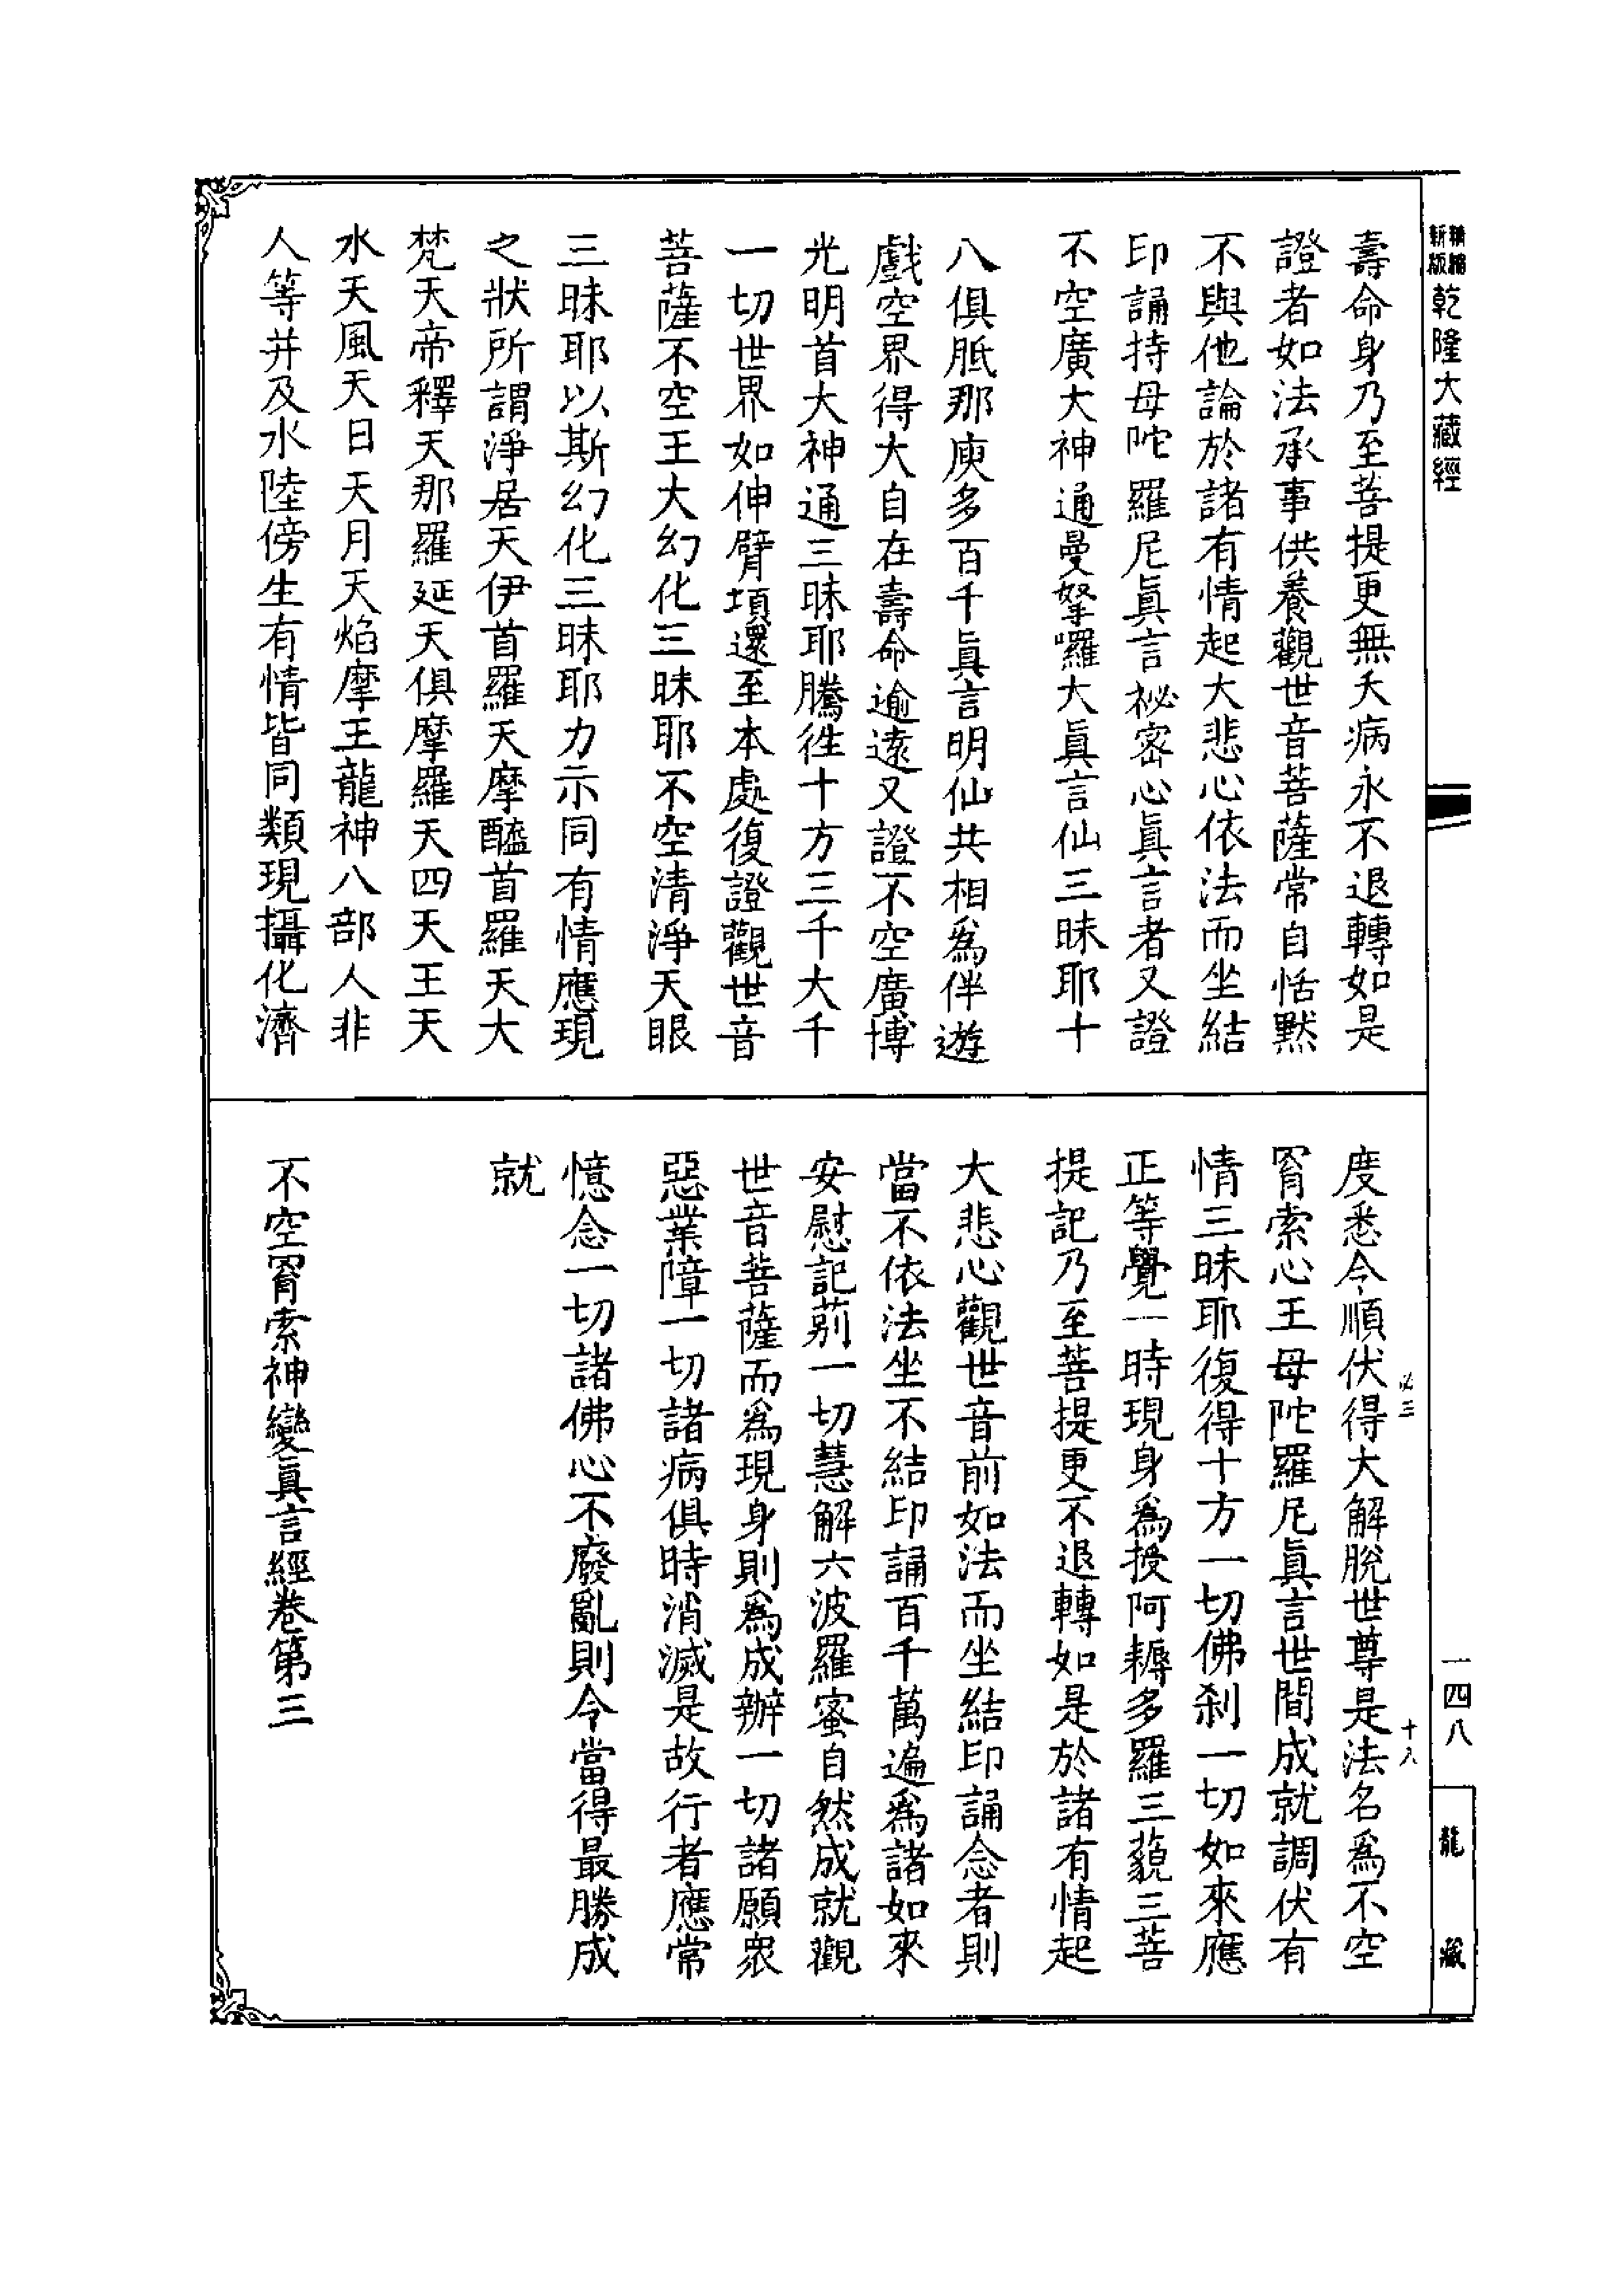 精縮
新版
乾隆大藏經
壽命身乃至菩提更無夭病永不退轉如是
證者如法承事供養觀世音菩薩常自恬默
不與他論於諸有情起大悲心依法而坐結
印誦持母陀羅尼眞言祕密心眞言者又證
不空廣大神通曼拏囉大眞言仙三昧耶十
八俱胝那庾多百千眞言明仙共相爲伴遊
戲空界得大自在壽命逾遠又證不空廣博
光明首大神通三昧耶騰往十方三千大千
一切世界如伸臂項還至本處復證觀世音
菩薩不空王大幻化三昧耶不空清淨天眼
三昧耶以斯幻化三昧耶力示同有情應現
之狀所謂淨居天伊首羅天摩醯首羅天大
梵天帝釋天那羅延天俱摩羅天四天王天
水天風天日天月天焰摩王龍神八部人非
人等并及水陸傍生有情皆同類現攝化濟
度悉令順伏得大解脫世尊是法名爲不空
罥索心王母陀羅尼眞言世間成就調伏有
情三昧耶復得十方一切佛刹一切如來應
正等覺一時現身爲授阿耨多羅三藐三菩
提記乃至菩提更不退轉如是於諸有情起
大悲心觀世音前如法而坐結印誦念者則
當不依法坐不結印誦百千萬遍爲諸如來
安慰記莂一切慧解六波羅蜜自然成就觀
世音菩薩而爲現身則爲成辦一切諸願衆
惡業障一切諸病俱時消滅是故行者應常
憶念一切諸佛心不廢亂則令當得最勝成
就
不空罥索神變眞言經卷第三
必三
十八
一四八
龍藏